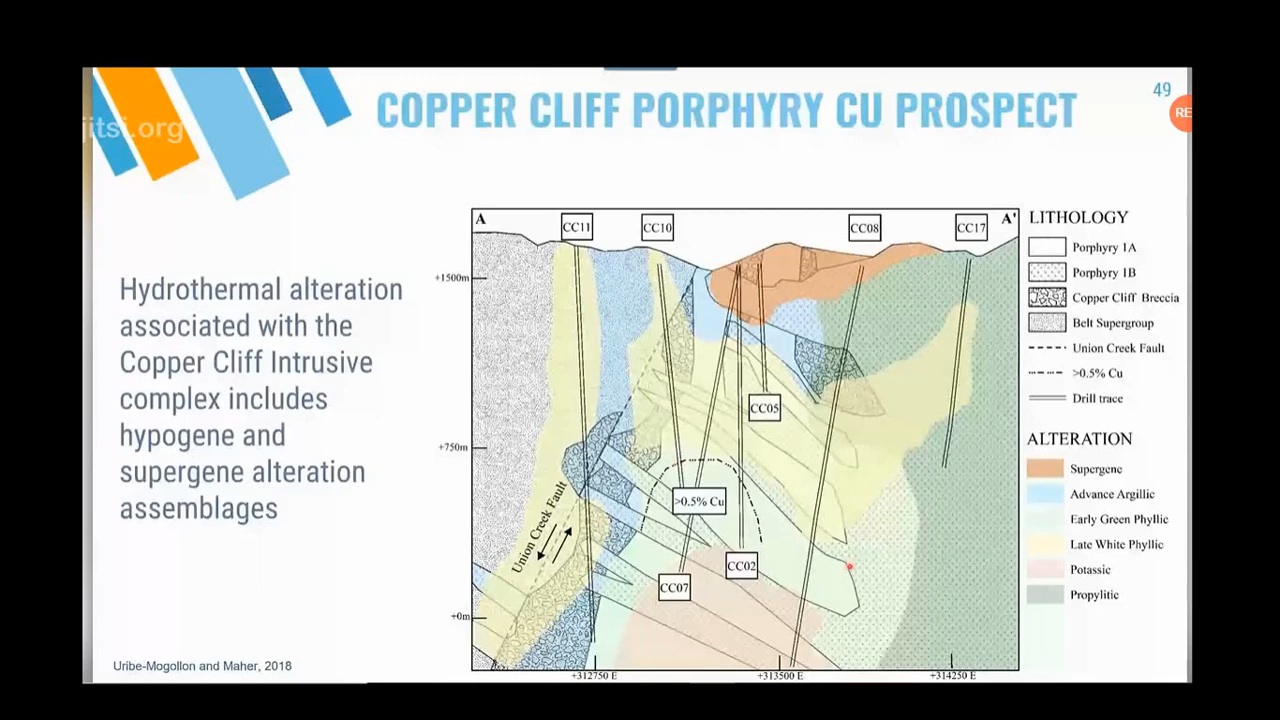 COPPER CLIFF PORPHYRY CU PROSPECT
49
jitsi.org
RE
Hydrothermal alteration
associated with the
Copper Cliff Intrusive
complex includes
hypogene and
supergene alteration
assemblages
Uribe-Mogollon and Maher, 2018
A
A'
CC11
CC10
CC08
CC17
+1500m
CC05
+750m
>0.5% Cu
Union Creek Fault
CC02
CC07
+0m
+312750 E
+313500 E
+314250 E
LITHOLOGY
Porphyry 1A
Porphyry 1B
Copper Cliff Breccia
Belt Supergroup
Union Creek Fault
>0.5% Cu
Drill trace
ALTERATION
Supergene
Advance Argillic
Early Green Phyllic
Late White Phyllic
Potassic
Propylitic